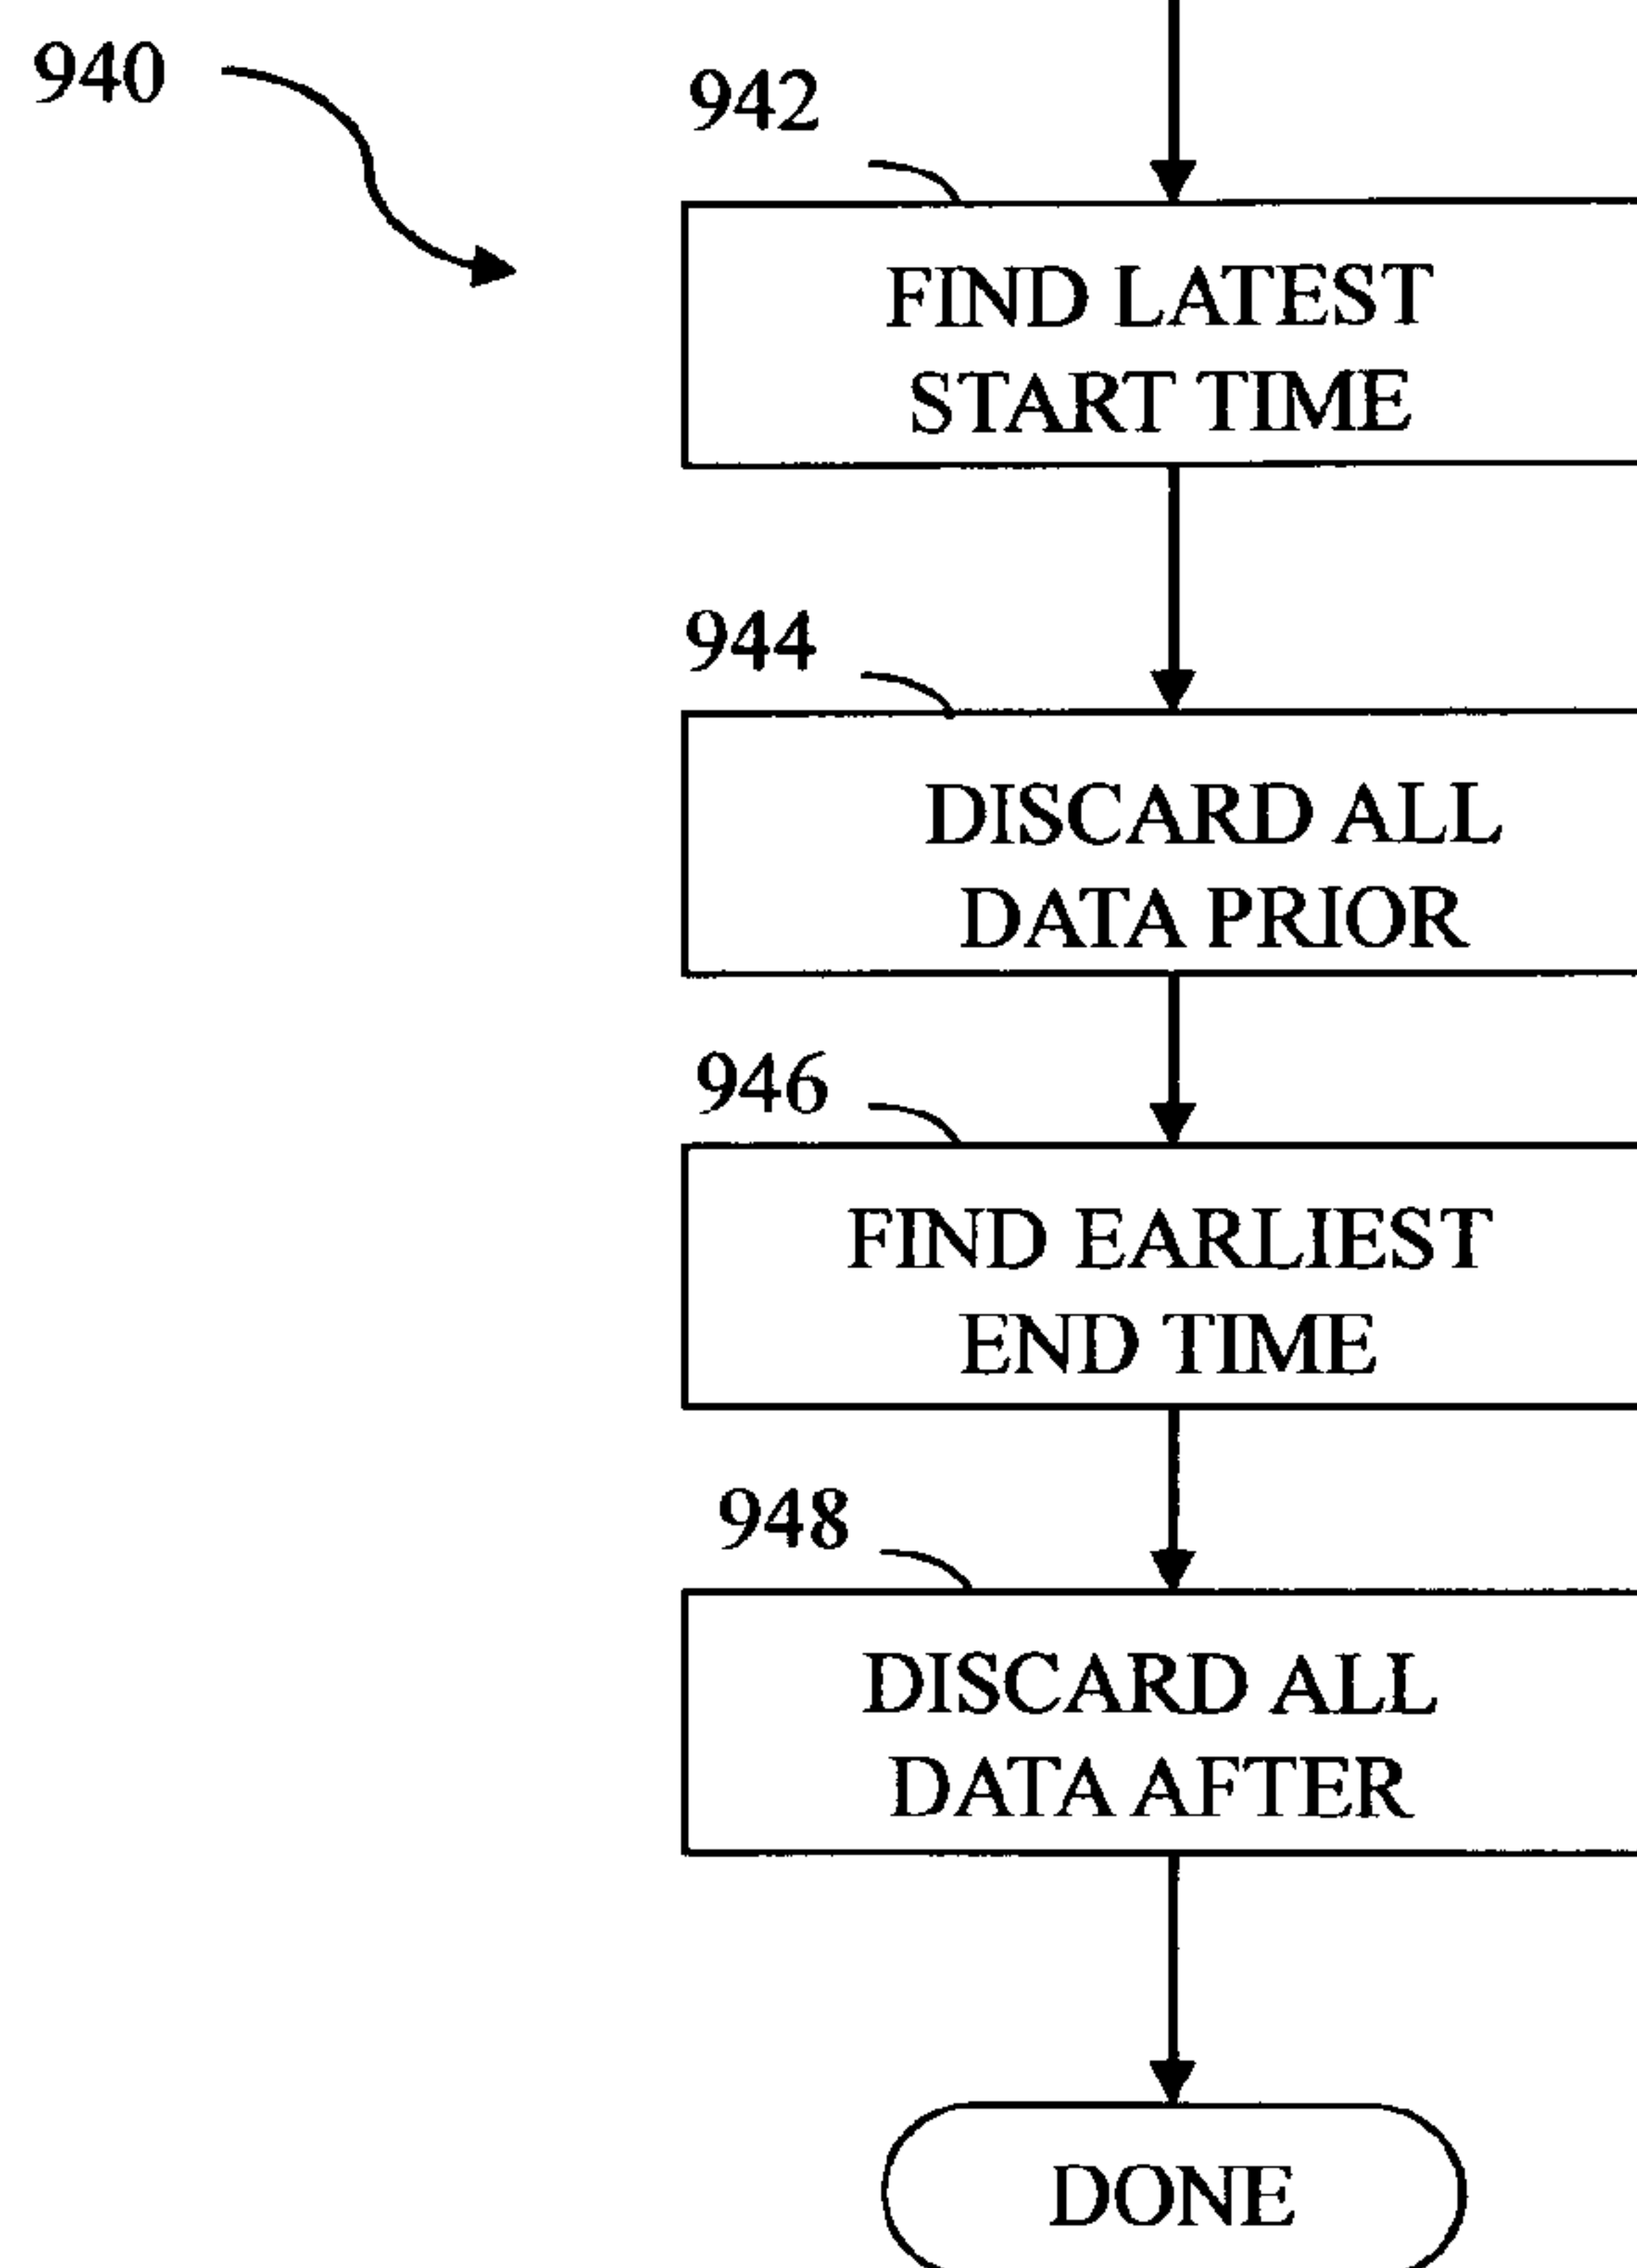 940
942
FIND LATEST
START TIME
944
DISCARD ALL
DATA PRIOR
946
FIND EARLIEST
END TIME
948
DISCARD ALL
DATA AFTER
DONE